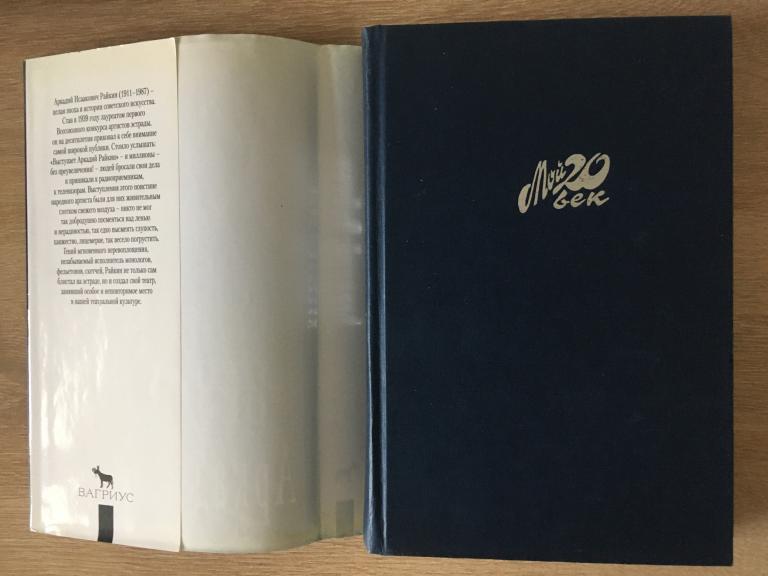 Аркадий Исаакович Райкин (1911–1987) –
целая эпоха в истории советского искусства.
Став в 1939 году лауреатом первого
Всесоюзного конкурса артистов эстрады,
он на десятилетия приковал к себе внимание
самой широкой публики. Стоило услышать:
«Выступает Аркадий Райкин» – и миллионы –
без преувеличения! – людей бросали свои дела
и приникали к радиоприемникам,
к телевизорам. Выступления этого поистине
народного артиста были для них живительным
глотком свежего воздуха – никто не мог
так добродушно посмеяться над ленью
и нерадивостью, так едко высмеять глупость,
ханжество, лицемерие, так весело погрустить.
Гений мгновенного перевоплощения,
незабываемый исполнитель монологов,
фельетонов, скетчей, Райкин не только сам
блистал на эстраде, но и создал свой театр,
занявший особое и неповторимое место
в нашей театральной культуре.
ВАГРИУС
Мой 20
век